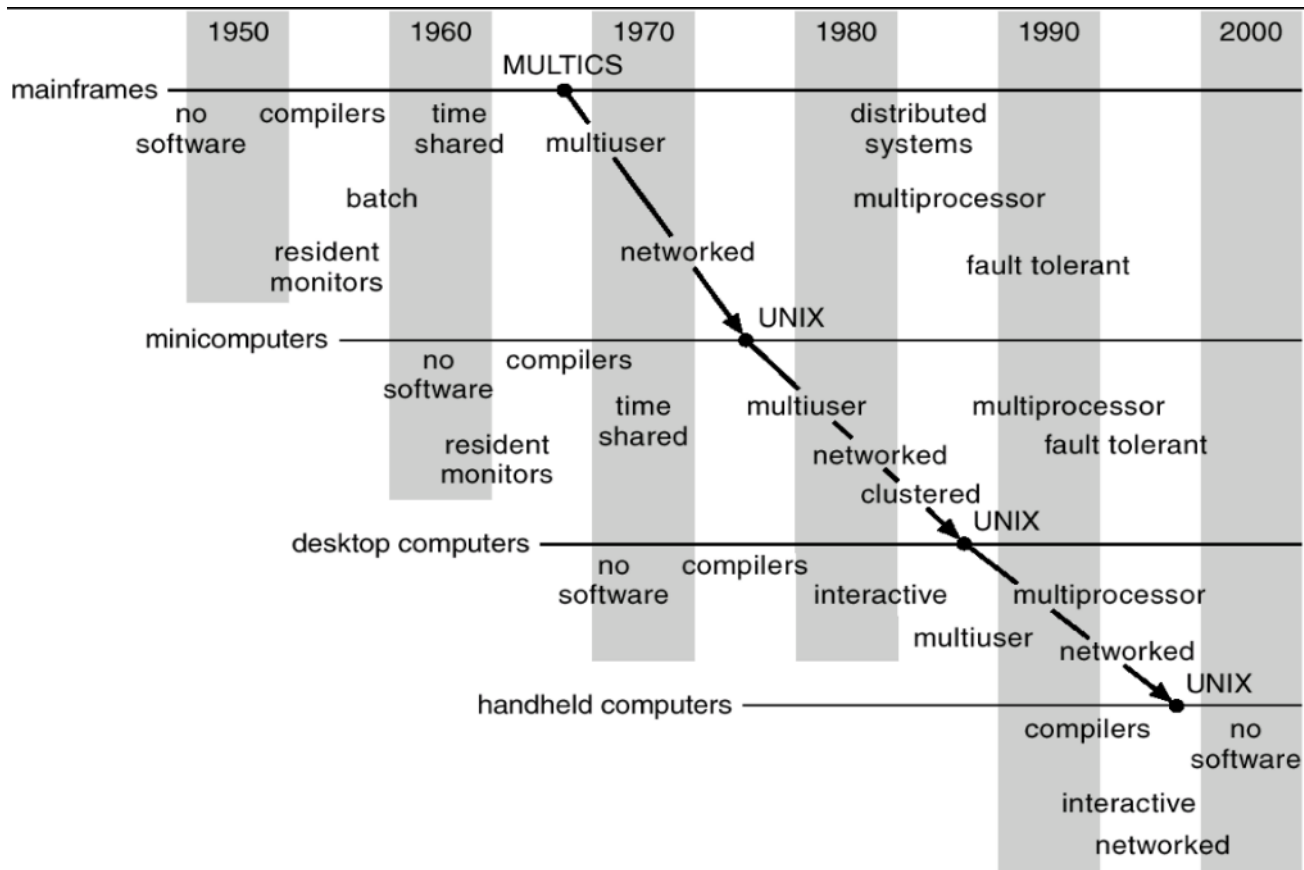 1950 1960 1970 1980 1990 2000
MULTICS
mainframes
no software
compilers
time shared
multiuser
distributed systems
batch
multiprocessor
resident monitors
networked
fault tolerant
UNIX
minicomputers
no software
compilers
time shared
multiuser
multiprocessor
resident monitors
networked
fault tolerant
clustered
UNIX
desktop computers
no software
compilers
interactive
multiprocessor
multiuser
networked
UNIX
handheld computers
compilers
no software
interactive
networked